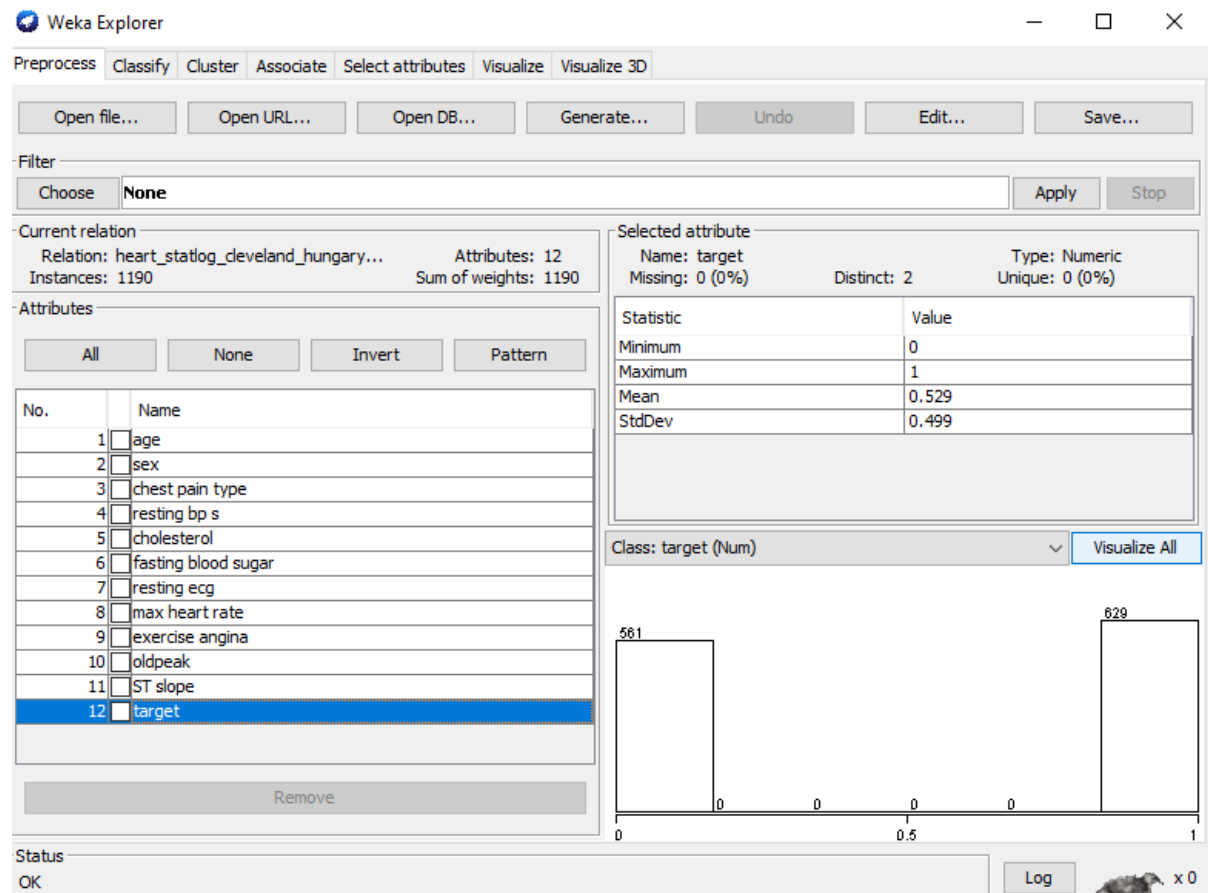 Weka Explorer
Preprocess Classify Cluster Associate Select attributes Visualize Visualize 3D
Open file... Open URL... Open DB... Generate... Undo Edit... Save...
Filter
Choose None Apply Stop
Current relation
Relation: heart_statlog_cleveland_hungary... Attributes: 12
Instances: 1190 Sum of weights: 1190
Attributes
All None Invert Pattern
No. Name
1 age
2 sex
3 chest pain type
4 resting bp s
5 cholesterol
6 fasting blood sugar
7 resting ecg
8 max heart rate
9 exercise angina
10 oldpeak
11 ST slope
12 target
Remove
Selected attribute
Name: target Type: Numeric
Missing: 0 (0%) Distinct: 2 Unique: 0 (0%)
Statistic Value
Minimum 0
Maximum 1
Mean 0.529
StdDev 0.499
Class: target (Num) Visualize All
561 0 0 0 0 629
0 0.5 1
Status
OK
Log x 0